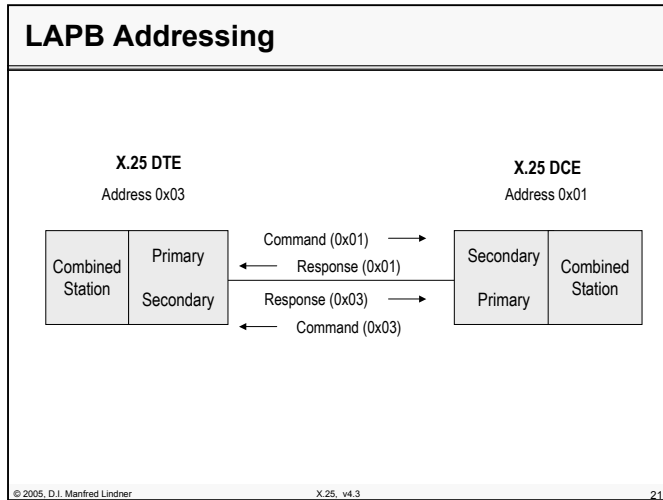 LAPB Addressing
X.25 DTE
Address 0x03
X.25 DCE
Address 0x01
Combined
Station
Primary
Secondary
Command (0x01)
Response (0x01)
Response (0x03)
Command (0x03)
Secondary
Primary
Combined
Station
© 2005, D.I. Manfred Lindner
X.25, v4.3
21